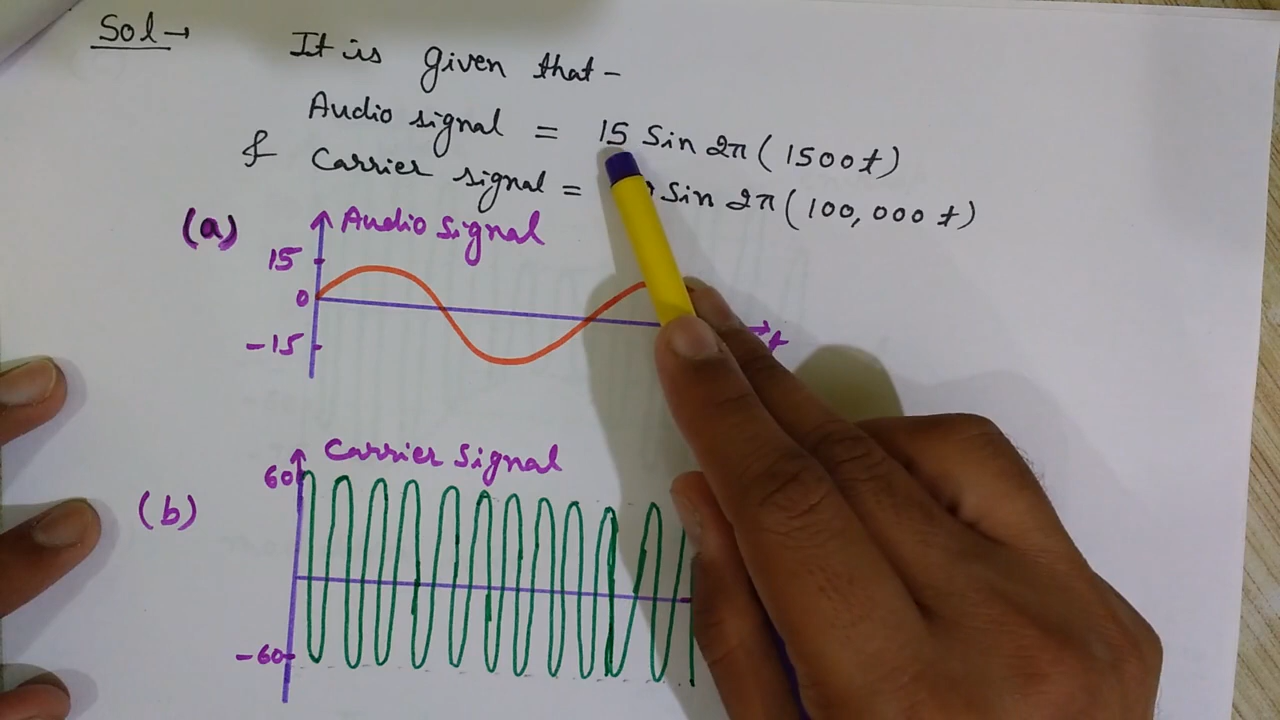 Sol→ It is given that –
Audio signal = 15 Sin 2π (1500t)
& Carrier signal = Sin 2π (100,000 t)
(a) Audio Signal
15
0
-15
t
Carrier Signal
60
(b)
-60